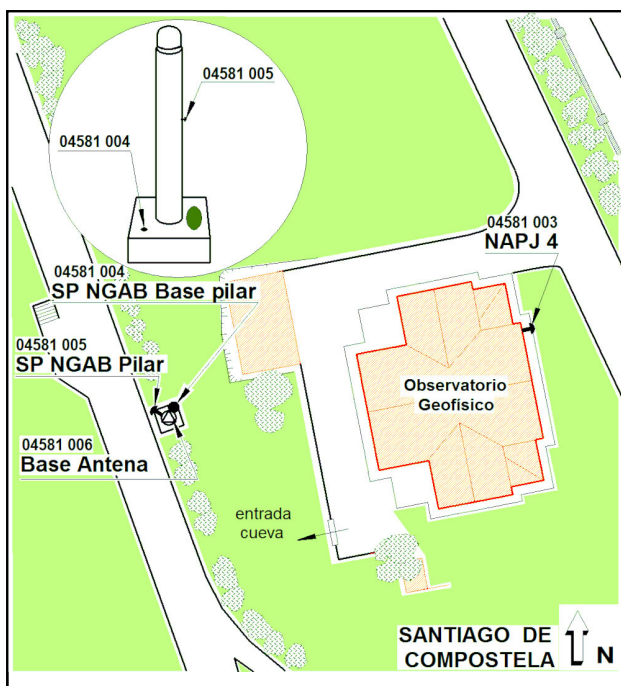 04581 005
04581 004
04581 003
NAPJ 4
04581 004
SP NGAB Base pilar
04581 005
SP NGAB Pilar
Observatorio
Geofísico
04581 006
Base Antena
entrada
cueva
SANTIAGO DE
COMPOSTELA
N